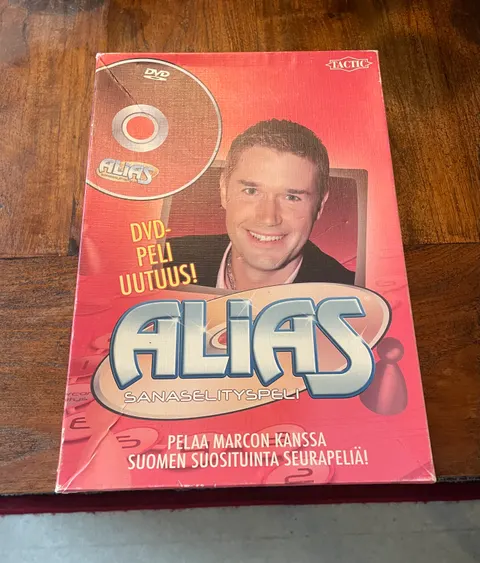 DVD
TACTIC
ALIAS
DVD-
PELI
UUTUUS!
ALIAS
SANASELITYSPELI
PELAA MARCON KANSSA
SUOMEN SUOSITUINTA SEURAPELIÄ!